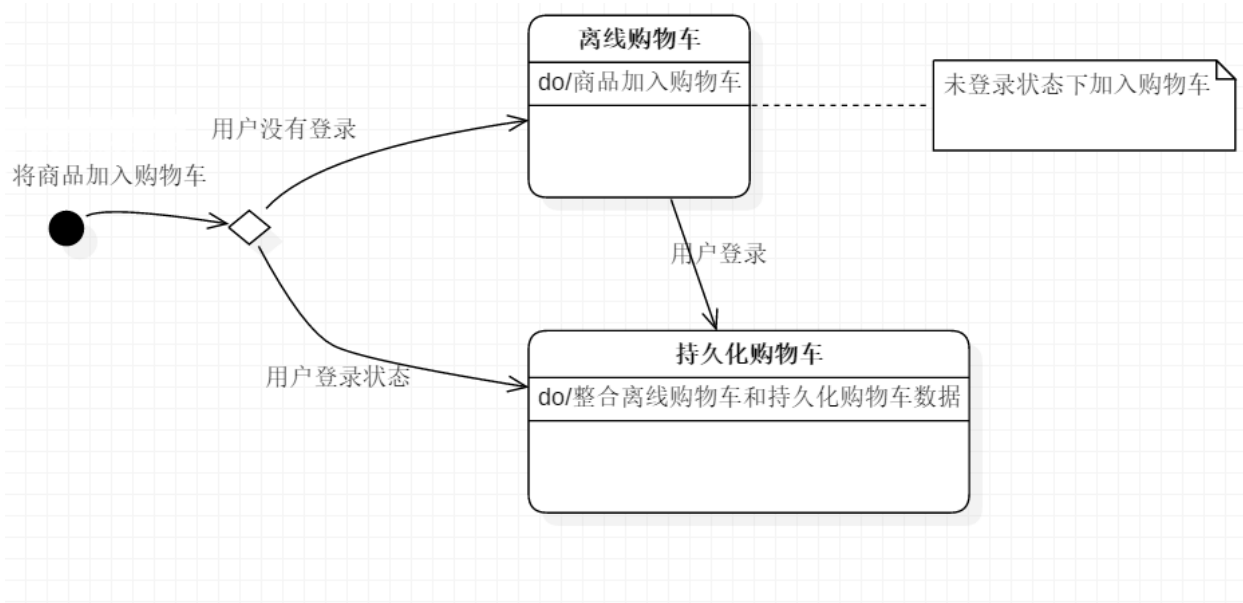 离线购物车
do/商品加入购物车
未登录状态下加入购物车
用户没有登录
将商品加入购物车
用户登录
持久化购物车
用户登录状态
do/整合离线购物车和持久化购物车数据